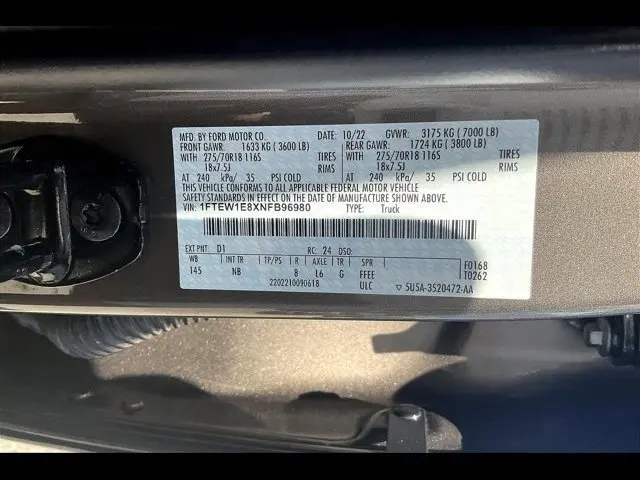 MFD. BY FORD MOTOR CO. DATE: 10/22 GVWR: 3175 KG ( 7000 LB)
FRONT GAWR: 1633 KG ( 3600 LB) REAR GAWR: 1724 KG ( 3800 LB)
WITH 275/70R18 116S TIRES WITH 275/70R18 116S TIRES
18x7.5J RIMS 18x7.5J RIMS
AT 240 kPa/ 35 PSI COLD AT 240 kPa/ 35 PSI COLD
THIS VEHICLE CONFORMS TO ALL APPLICABLE FEDERAL MOTOR VEHICLE
SAFETY STANDARDS IN EFFECT ON THE DATE OF MANUFACTURE SHOWN ABOVE.
VIN: 1FTEW1E8XNFB96980 TYPE: Truck
EXT PNT: D1 RC: 24 DSO:
WB INT TR TP/PS R AXLE TR SPR F0168
145 NB 8 L6 G FFEE T0262
2202210090618 ULC 5USA-3520472-AA